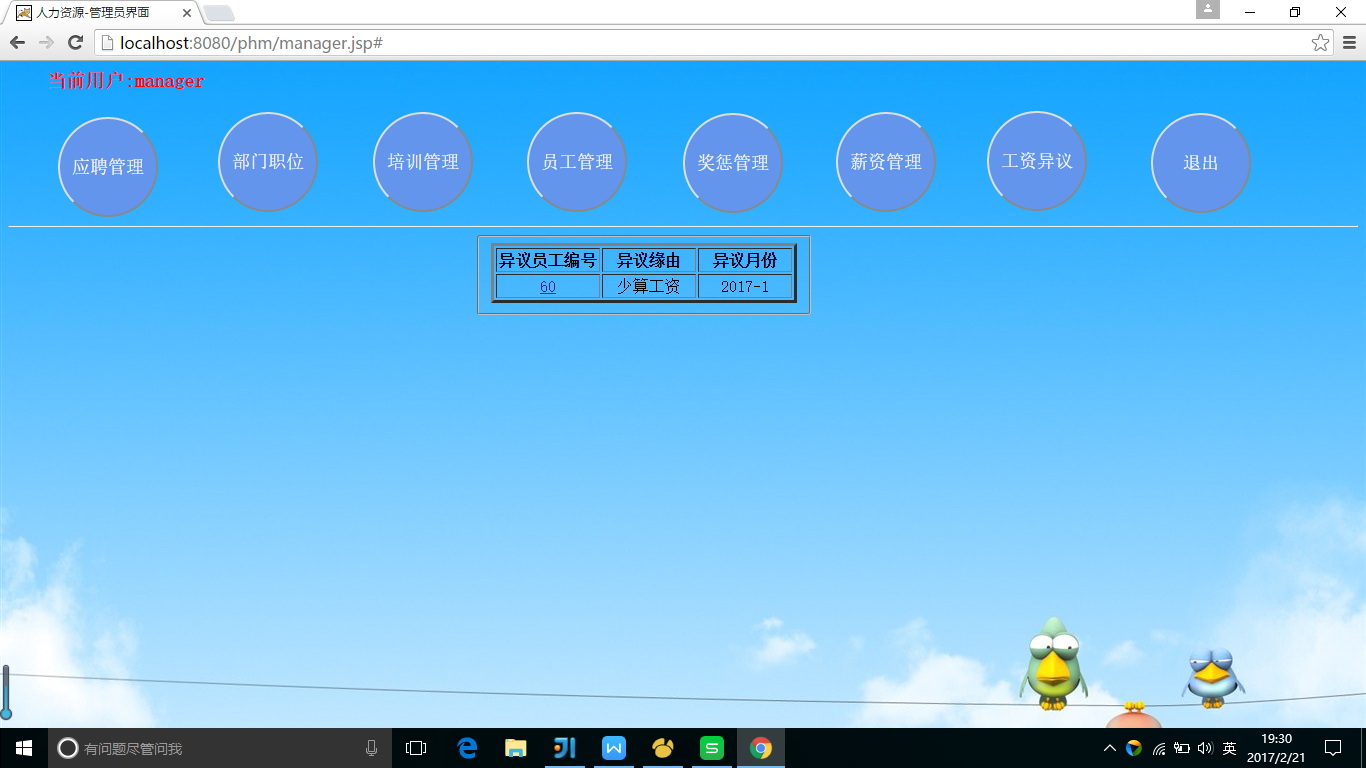 人力资源-管理员界面
localhost:8080/phm/manager.jsp#
当前用户:manager
应聘管理 部门职位 培训管理 员工管理 奖惩管理 薪资管理 工资异议 退出
异议员工编号 异议缘由 异议月份
60 少算工资 2017-1
有问题尽管问我
英
19:30
2017/2/21